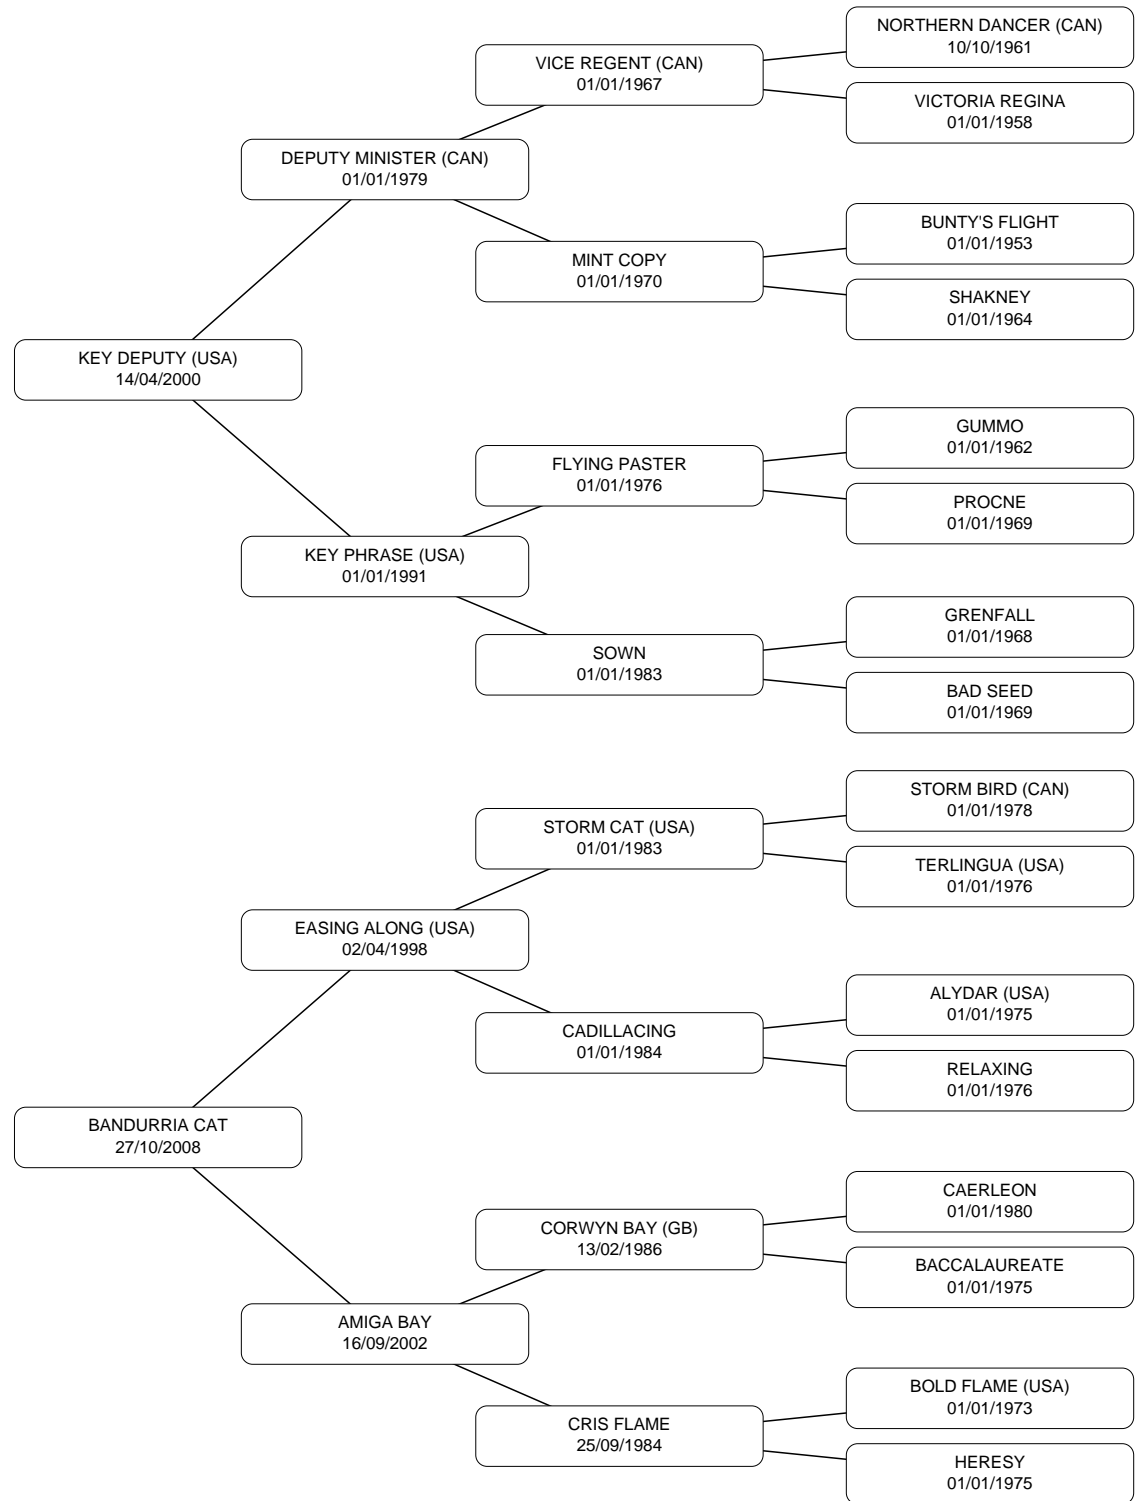 NORTHERN DANCER (CAN)
10/10/1961
VICE REGENT (CAN)
01/01/1967
VICTORIA REGINA
01/01/1958
DEPUTY MINISTER (CAN)
01/01/1979
BUNTY'S FLIGHT
01/01/1953
MINT COPY
01/01/1970
SHAKNEY
01/01/1964
KEY DEPUTY (USA)
14/04/2000
GUMMO
01/01/1962
FLYING PASTER
01/01/1976
PROCNE
01/01/1969
KEY PHRASE (USA)
01/01/1991
GRENFALL
01/01/1968
SOWN
01/01/1983
BAD SEED
01/01/1969
STORM BIRD (CAN)
01/01/1978
STORM CAT (USA)
01/01/1983
TERLINGUA (USA)
01/01/1976
EASING ALONG (USA)
02/04/1998
ALYDAR (USA)
01/01/1975
CADILLACING
01/01/1984
RELAXING
01/01/1976
BANDURRIA CAT
27/10/2008
CAERLEON
01/01/1980
CORWYN BAY (GB)
13/02/1986
BACCALAUREATE
01/01/1975
AMIGA BAY
16/09/2002
BOLD FLAME (USA)
01/01/1973
CRIS FLAME
25/09/1984
HERESY
01/01/1975